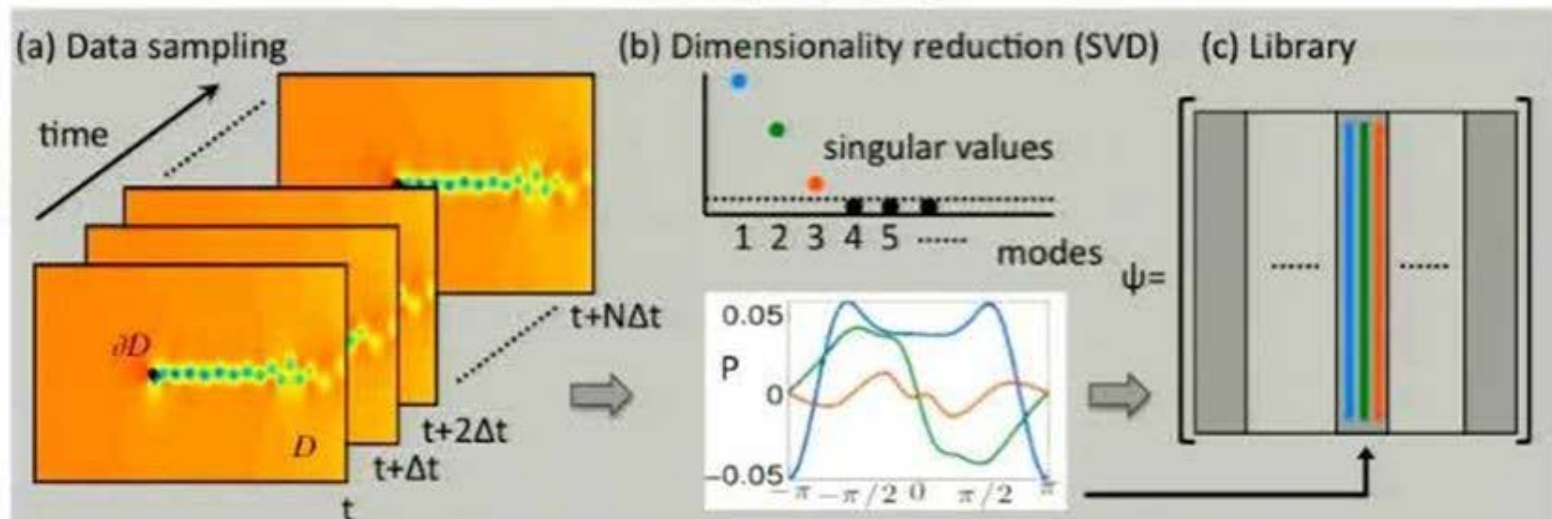 (a) Data sampling
time
∂D
D
t
t+Δt
t+2Δt
t+NΔt
(b) Dimensionality reduction (SVD)
singular values
1 2 3 4 5 ......
modes
0.05
P
0
-0.05
-π -π/2 0 π/2 π
(c) Library
ψ=
...... ......